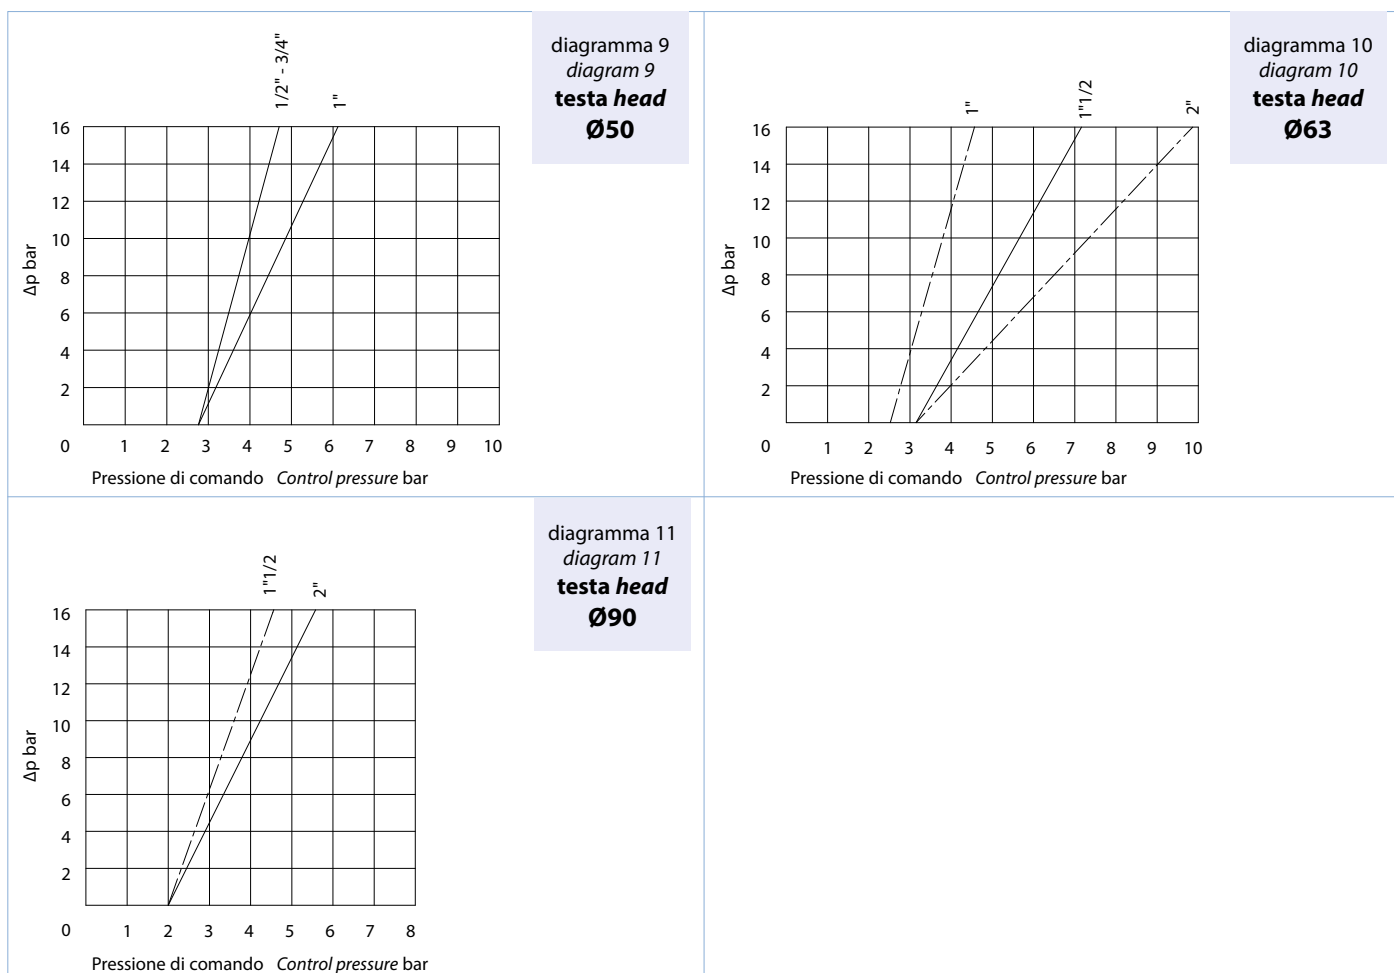 1/2" - 3/4"
1"
diagramma 9
diagram 9
testa head
Ø50
16
14
12
10
8
6
4
2
0
Δp bar
1 2 3 4 5 6 7 8 9 10
Pressione di comando Control pressure bar
1"
1"1/2
2"
diagramma 10
diagram 10
testa head
Ø63
16
14
12
10
8
6
4
2
0
Δp bar
1 2 3 4 5 6 7 8 9 10
Pressione di comando Control pressure bar
1"1/2
2"
diagramma 11
diagram 11
testa head
Ø90
16
14
12
10
8
6
4
2
0
Δp bar
1 2 3 4 5 6 7 8
Pressione di comando Control pressure bar